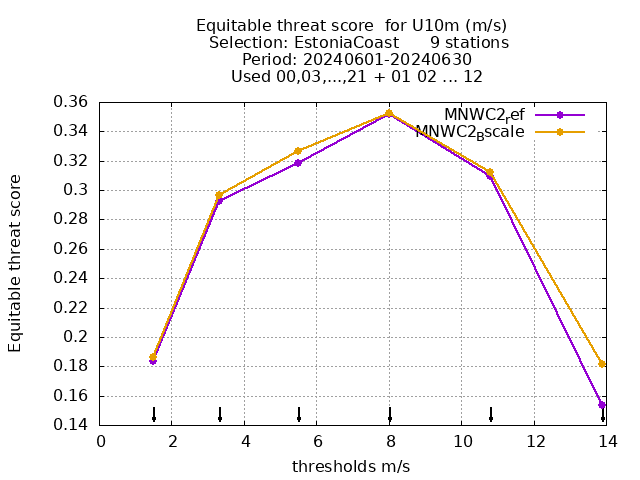 Equitable threat score  for U10m (m/s)
Selection: EstoniaCoast      9 stations
Period: 20240601-20240630
Used 00,03,...,21 + 01 02 ... 12
MNWC2ref
MNWC2Bscale
Equitable threat score
0.36
0.34
0.32
0.3
0.28
0.26
0.24
0.22
0.2
0.18
0.16
0.14
0 2 4 6 8 10 12 14
thresholds m/s